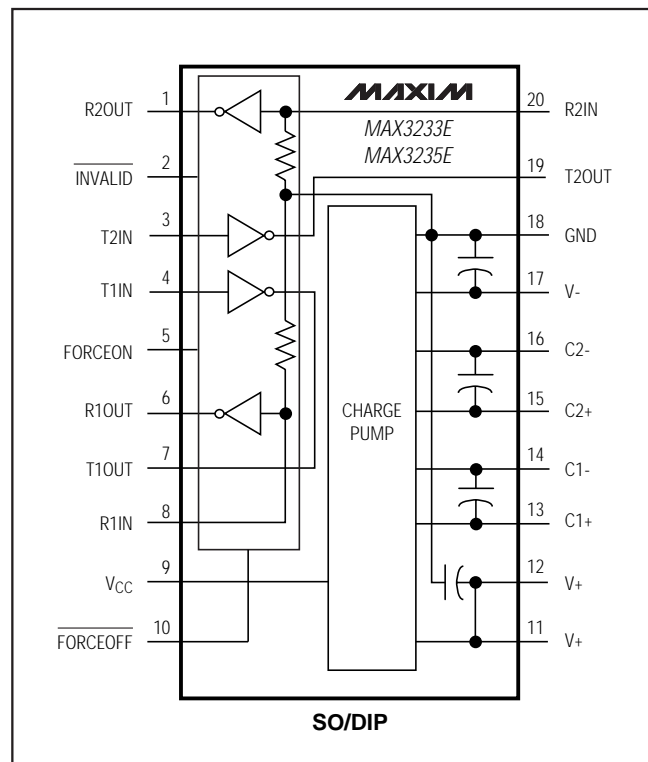 MAXIM
MAX3233E
MAX3235E
1 R2OUT
2 INVALID
3 T2IN
4 T1IN
5 FORCEON
6 R1OUT
7 T1OUT
8 R1IN
9 VCC
10 FORCEOFF
CHARGE
PUMP
20 R2IN
19 T2OUT
18 GND
17 V-
16 C2-
15 C2+
14 C1-
13 C1+
12 V+
11 V+
SO/DIP